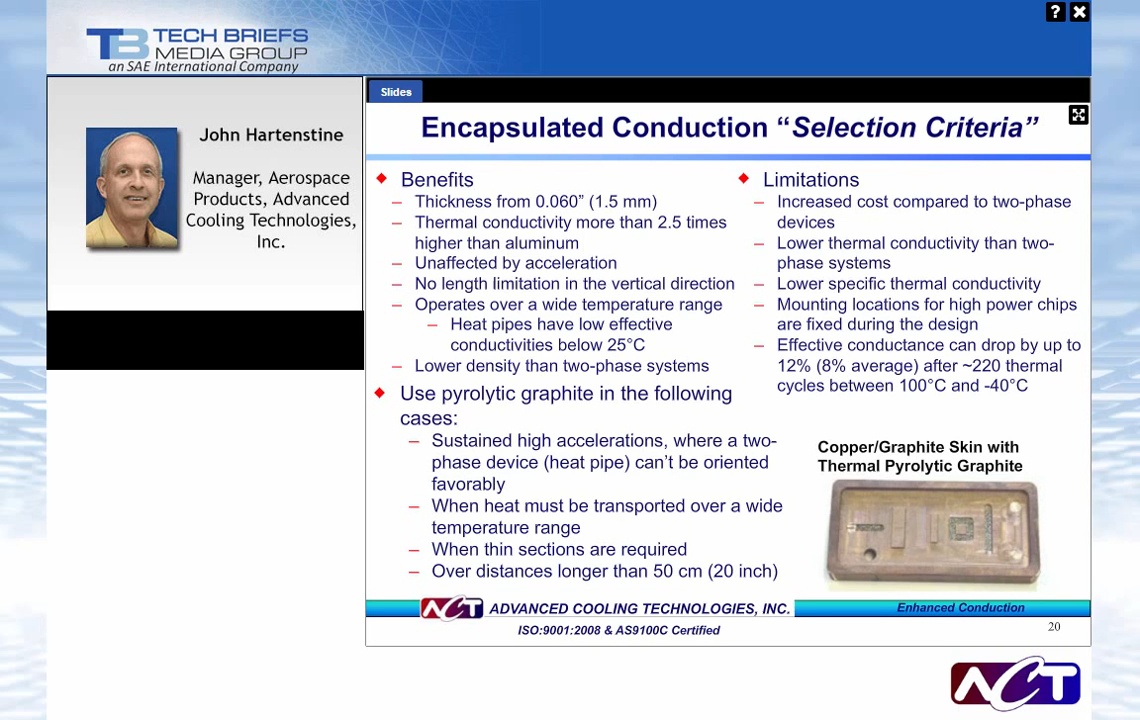 TB TECH BRIEFS
MEDIA GROUP
an SAE International Company
?
Slides
John Hartenstine
Manager, Aerospace
Products, Advanced
Cooling Technologies,
Inc.
Encapsulated Conduction “Selection Criteria”
Benefits
– Thickness from 0.060” (1.5 mm)
– Thermal conductivity more than 2.5 times
higher than aluminum
– Unaffected by acceleration
– No length limitation in the vertical direction
– Operates over a wide temperature range
– Heat pipes have low effective
conductivities below 25°C
– Lower density than two-phase systems
Use pyrolytic graphite in the following
cases:
– Sustained high accelerations, where a two-
phase device (heat pipe) can’t be oriented
favorably
– When heat must be transported over a wide
temperature range
– When thin sections are required
– Over distances longer than 50 cm (20 inch)
Limitations
– Increased cost compared to two-phase
devices
– Lower thermal conductivity than two-
phase systems
– Lower specific thermal conductivity
– Mounting locations for high power chips
are fixed during the design
– Effective conductance can drop by up to
12% (8% average) after ~220 thermal
cycles between 100°C and -40°C
Copper/Graphite Skin with
Thermal Pyrolytic Graphite
ACT ADVANCED COOLING TECHNOLOGIES, INC.
Enhanced Conduction
ISO:9001:2008 & AS9100C Certified
20
ACT